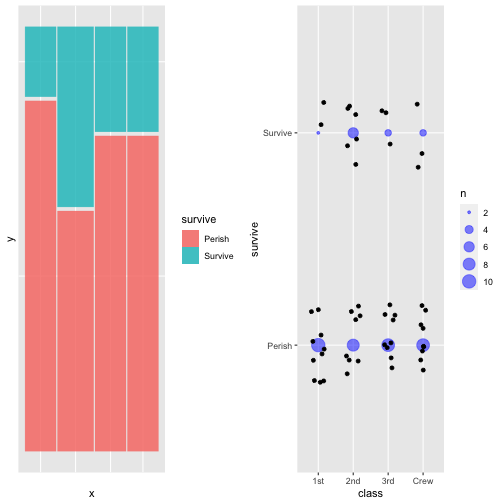 y
x
survive
Perish
Survive
survive
Survive
Perish
1st 2nd 3rd Crew
class
n
2
4
6
8
10